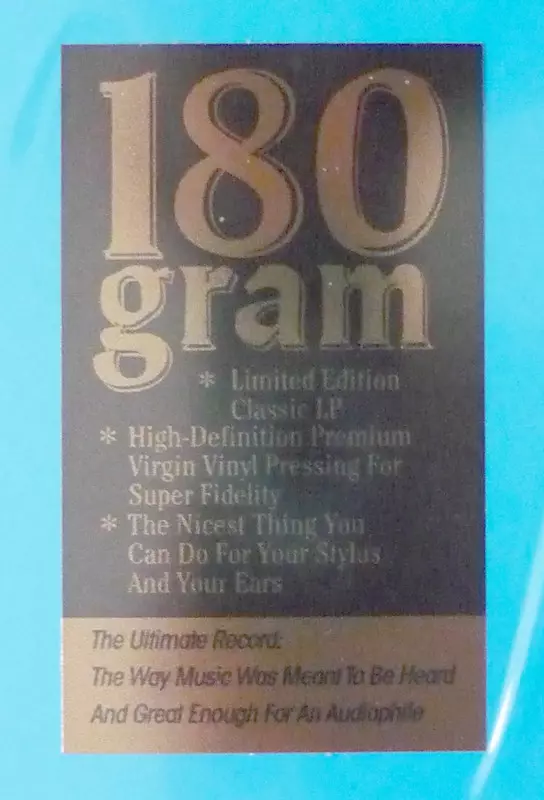 180
gram
* Limited Edition
Classic LP
* High-Definition Premium
Virgin Vinyl Pressing For
Super Fidelity
* The Nicest Thing You
Can Do For Your Stylus
And Your Ears
The Ultimate Record:
The Way Music Was Meant To Be Heard
And Great Enough For An Audiophile